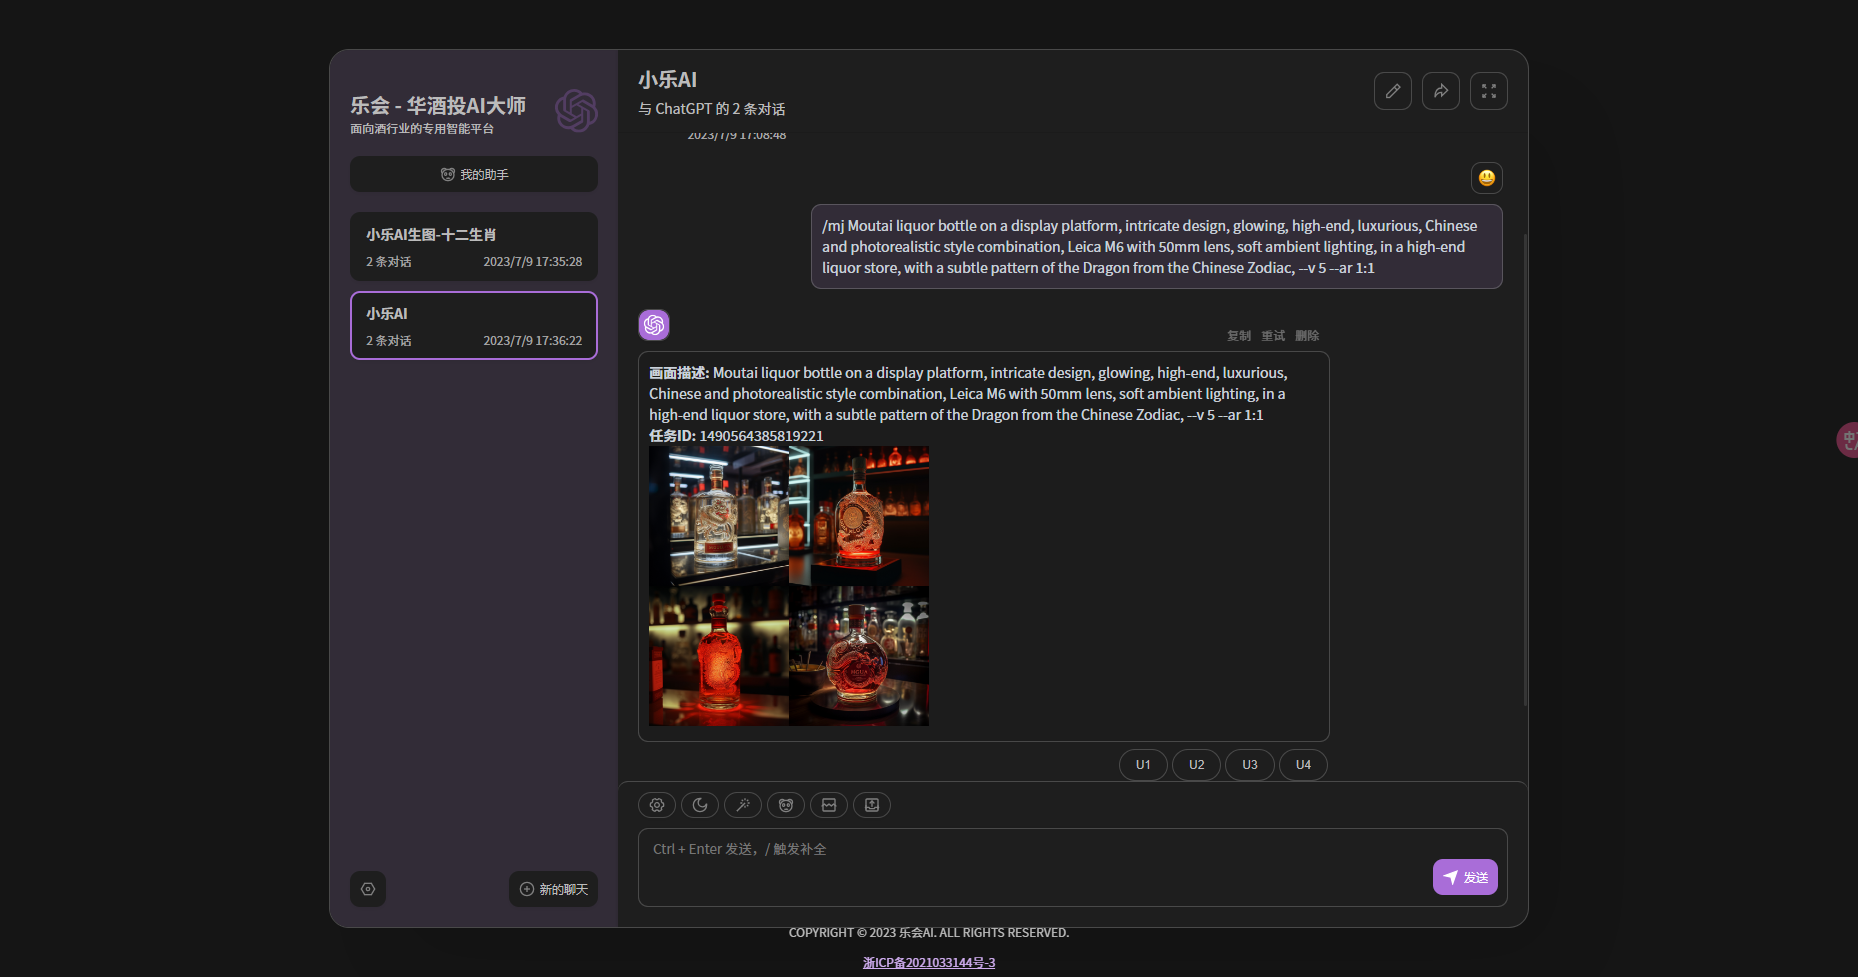 乐会 - 华酒投AI大师
面向酒行业的专用智能平台
我的助手
小乐AI生图-十二生肖
2 条对话 2023/7/9 17:35:28
小乐AI
2 条对话 2023/7/9 17:36:22
新的聊天
小乐AI
与 ChatGPT 的 2 条对话
2023/7/9 17:08:48
/mj Moutai liquor bottle on a display platform, intricate design, glowing, high-end, luxurious, Chinese
and photorealistic style combination, Leica M6 with 50mm lens, soft ambient lighting, in a high-end
liquor store, with a subtle pattern of the Dragon from the Chinese Zodiac, --v 5 --ar 1:1
复制 重试 删除
画面描述: Moutai liquor bottle on a display platform, intricate design, glowing, high-end, luxurious,
Chinese and photorealistic style combination, Leica M6 with 50mm lens, soft ambient lighting, in a
high-end liquor store, with a subtle pattern of the Dragon from the Chinese Zodiac, --v 5 --ar 1:1
任务ID: 1490564385819221
U1 U2 U3 U4
Ctrl + Enter 发送，/ 触发补全
发送
COPYRIGHT © 2023 乐会AI. ALL RIGHTS RESERVED.
浙ICP备2021033144号-3